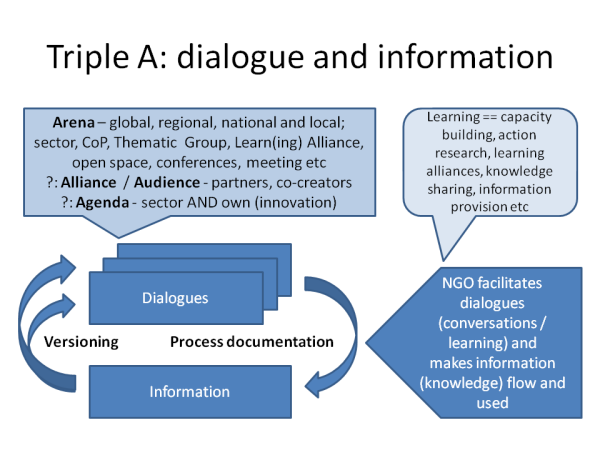 Triple A: dialogue and information
Arena – global, regional, national and local;
sector, CoP, Thematic Group, Learn(ing) Alliance,
open space, conferences, meeting etc
?: Alliance / Audience - partners, co-creators
?: Agenda - sector AND own (innovation)
Learning == capacity
building, action
research, learning
alliances, knowledge
sharing, information
provision etc
Dialogues
Versioning
Process documentation
Information
NGO facilitates
dialogues
(conversations /
learning) and
makes information
(knowledge) flow and
used